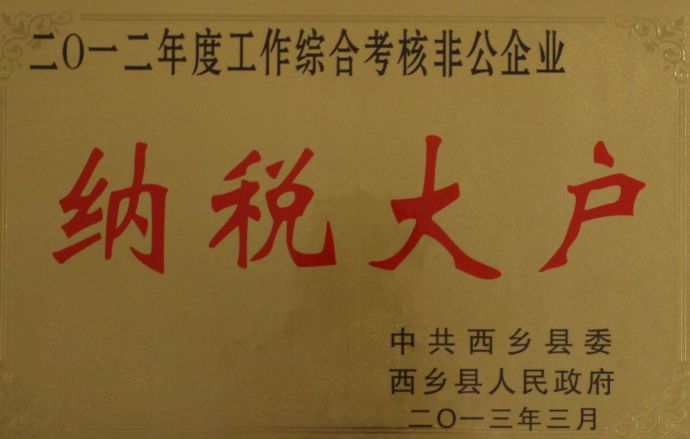 二〇一二年度工作综合考核非公企业
纳税大户
中共西乡县委
西乡县人民政府
二〇一三年三月